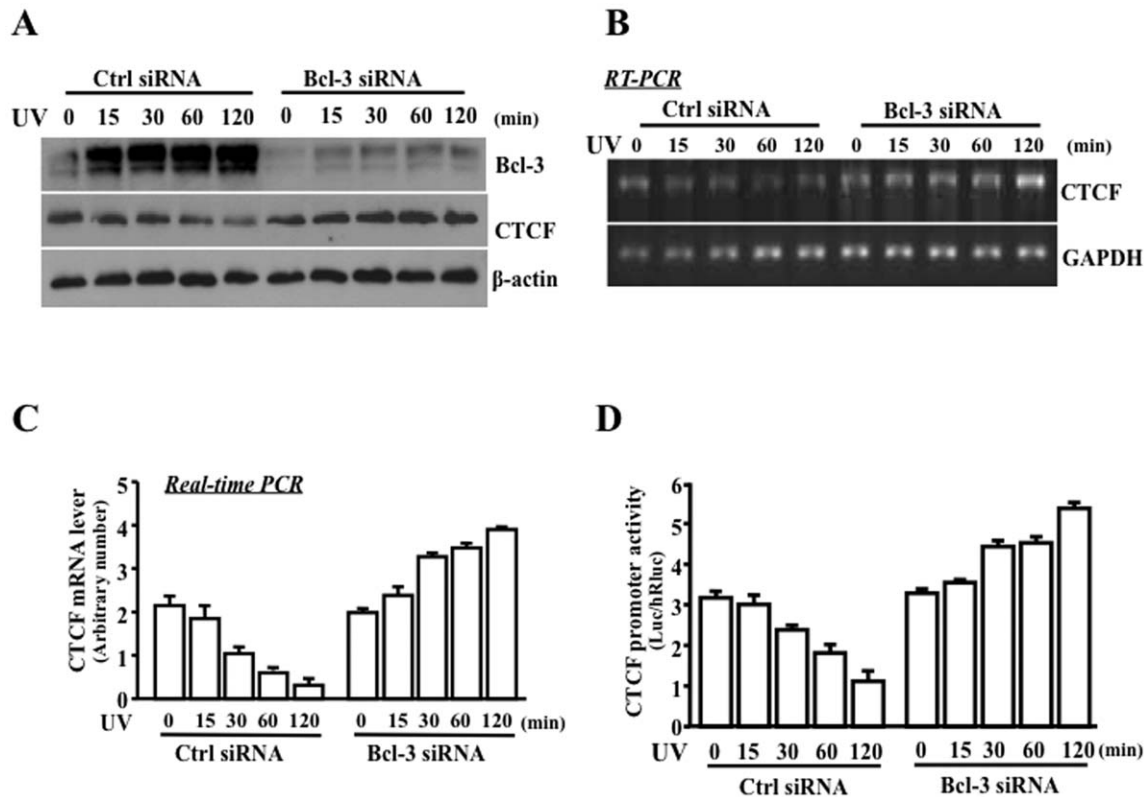 A
Ctrl siRNA Bcl-3 siRNA
UV 0 15 30 60 120 0 15 30 60 120 (min)
Bcl-3
CTCF
β-actin
B
RT-PCR
Ctrl siRNA Bcl-3 siRNA
UV 0 15 30 60 120 0 15 30 60 120 (min)
CTCF
GAPDH
C
Real-time PCR
CTCF mRNA lever
(Arbitrary number)
5
4
3
2
1
0
UV 0 15 30 60 120 0 15 30 60 120 (min)
Ctrl siRNA Bcl-3 siRNA
D
CTCF promoter activity
(Luc/hRluc)
6
5
4
3
2
1
0
UV 0 15 30 60 120 0 15 30 60 120 (min)
Ctrl siRNA Bcl-3 siRNA